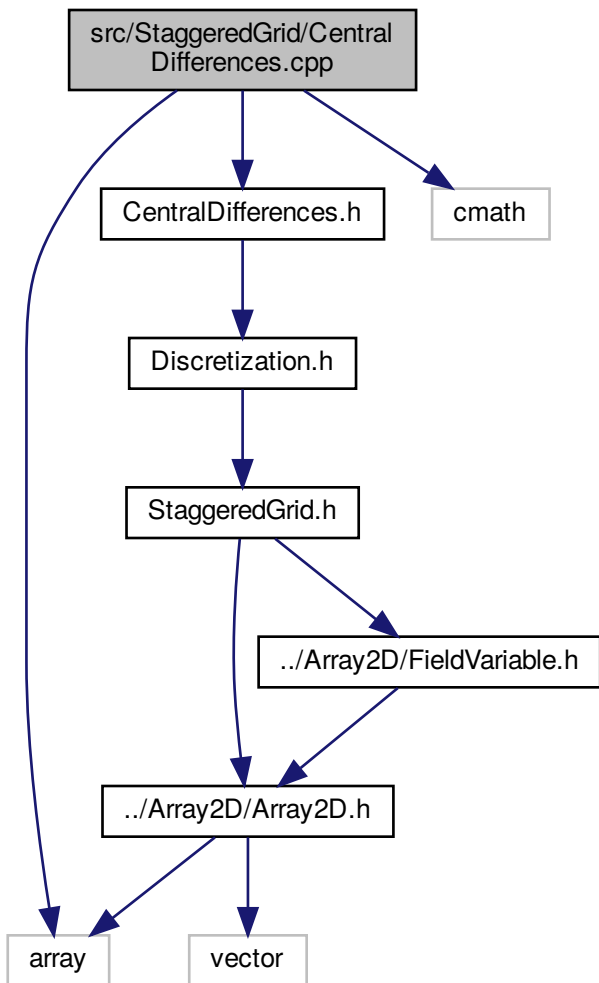 src/StaggeredGrid/Central
Differences.cpp
CentralDifferences.h
cmath
Discretization.h
StaggeredGrid.h
../Array2D/FieldVariable.h
../Array2D/Array2D.h
array
vector